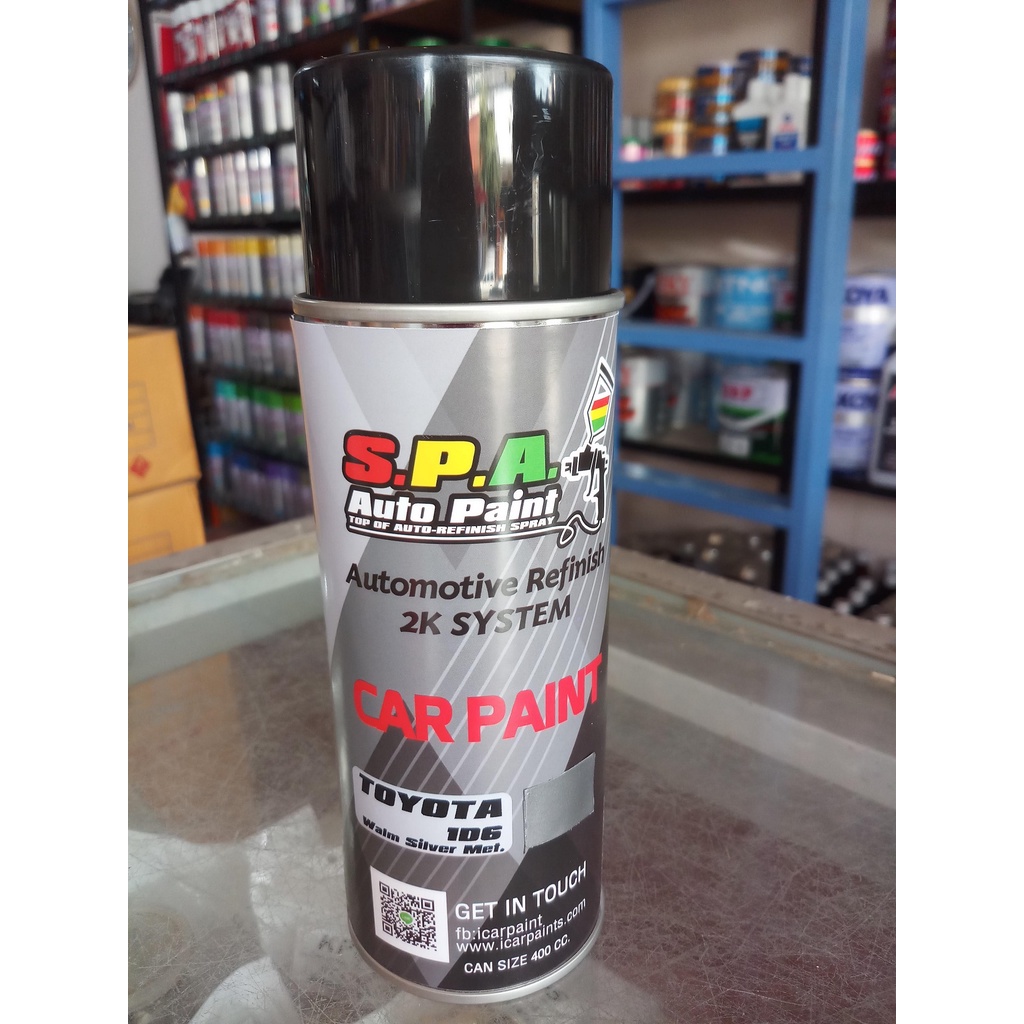 S.P.A.
Auto Paint
TOP OF AUTO-REFINISH SPRAY
Automotive Refinish
2K SYSTEM
CAR PAINT
TOYOTA
1D6
Walm Silver Met.
GET IN TOUCH
fb:icarpaint
www.icarpaints.com
CAN SIZE 400 CC.